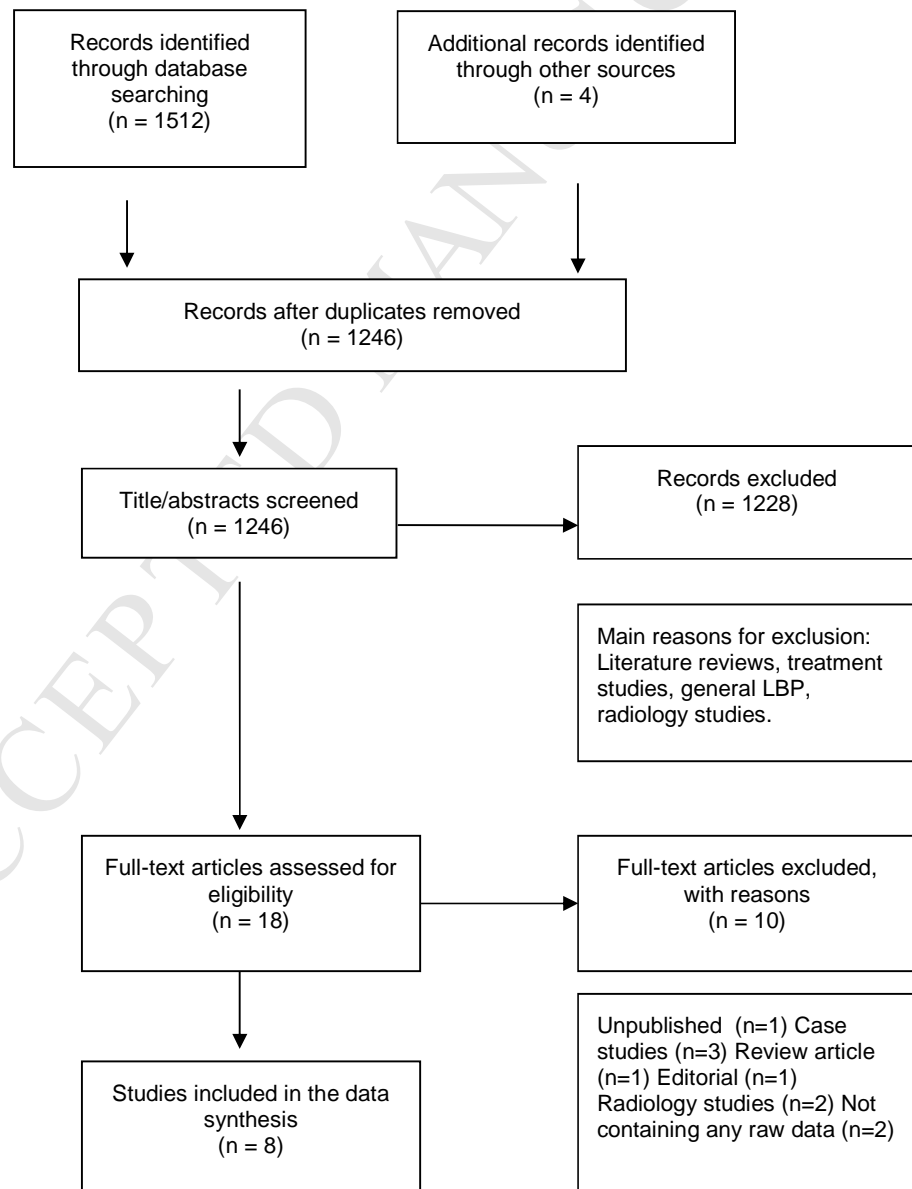 Records identified
through database
searching
(n = 1512)
Additional records identified
through other sources
(n = 4)
Records after duplicates removed
(n = 1246)
Title/abstracts screened
(n = 1246)
Records excluded
(n = 1228)
Main reasons for exclusion:
Literature reviews, treatment
studies, general LBP,
radiology studies.
Full-text articles assessed for
eligibility
(n = 18)
Full-text articles excluded,
with reasons
(n = 10)
Unpublished (n=1) Case
studies (n=3) Review article
(n=1) Editorial (n=1)
Radiology studies (n=2) Not
containing any raw data (n=2)
Studies included in the data
synthesis
(n = 8)